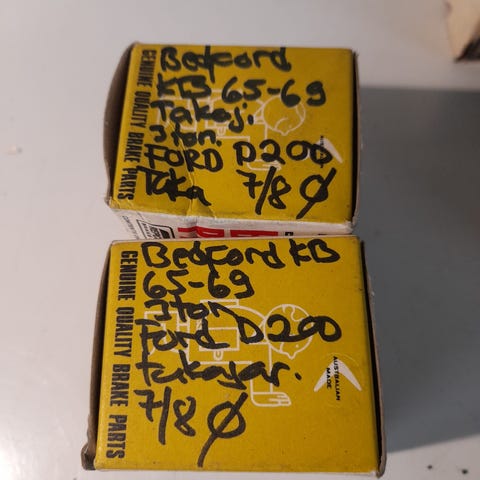 GENUINE QUALITY BRAKE PARTS
Bedford
KB 65-69
Takaj.
3ton.
FORD D200
Taka 7/8 Ø
GENUINE QUALITY BRAKE PARTS
Bedford KB
65-69
3ton
Ford D200
tukajar.
7/8 Ø
AUSTRALIAN
MADE